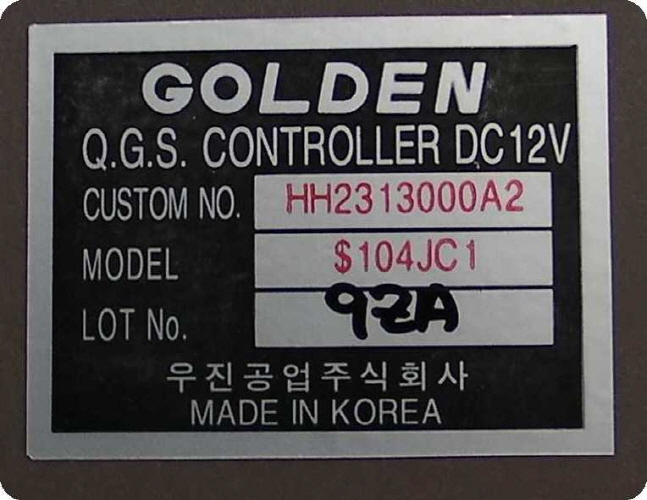 GOLDEN
Q.G.S. CONTROLLER DC12V
CUSTOM NO. HH2313000A2
MODEL $104JC1
LOT No. 9ZA
우진공업주식회사
MADE IN KOREA